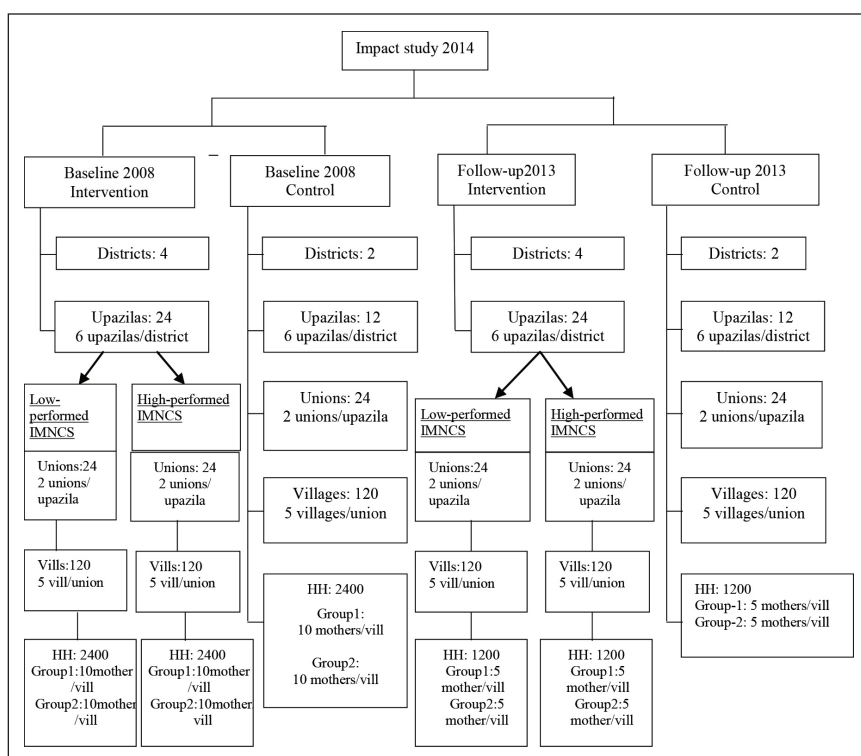 Impact study 2014
Baseline 2008
Intervention
Baseline 2008
Control
Follow-up2013
Intervention
Follow-up 2013
Control
Districts: 4
Districts: 2
Districts: 4
Districts: 2
Upazilas: 24
6 upazilas/district
Upazilas: 12
6 upazilas/district
Upazilas: 24
6 upazilas/district
Upazilas: 12
6 upazilas/district
Low-
performed
IMNCS
High-performed
IMNCS
Unions: 24
2 unions/upazila
Low-performed
IMNCS
High-performed
IMNCS
Unions: 24
2 unions/upazila
Unions:24
2 unions/
upazila
Unions: 24
2 unions/
upazila
Unions:24
2 unions/
upazila
Unions: 24
2 unions/
upazila
Villages: 120
5 villages/union
Villages: 120
5 villages/union
Vills:120
5 vill/union
Vills:120
5 vill/union
Vills:120
5 vill/union
Vills:120
5 vill/union
HH: 2400
Group1:
10 mothers/vill
Group2:
10 mothers/vill
HH: 1200
Group-1: 5 mothers/vill
Group-2: 5 mothers/vill
HH: 2400
Group1:10mother
/vill
Group2:10mother
/vill
HH: 2400
Group1:10mother
/vill
Group2:10mother
vill
HH: 1200
Group1:5
mother/vill
Group2:5
mother/vill
HH: 1200
Group1:5
mother/vill
Group2:5
mother/vill